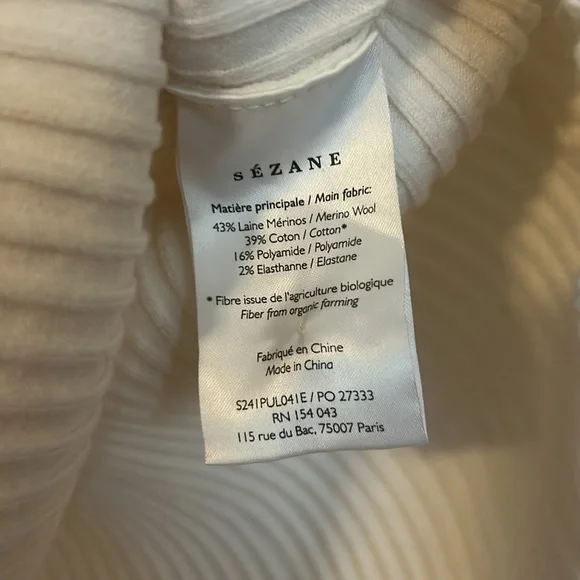 SÉZANE
Matière principale / Main fabric:
43% Laine Mérinos / Merino Wool
39% Coton / Cotton*
16% Polyamide / Polyamide
2% Elasthanne / Elastane
* Fibre issue de l'agriculture biologique
Fiber from organic farming
Fabriqué en Chine
Made in China
S241PUL041E / PO 27333
RN 154 043
115 rue du Bac, 75007 Paris